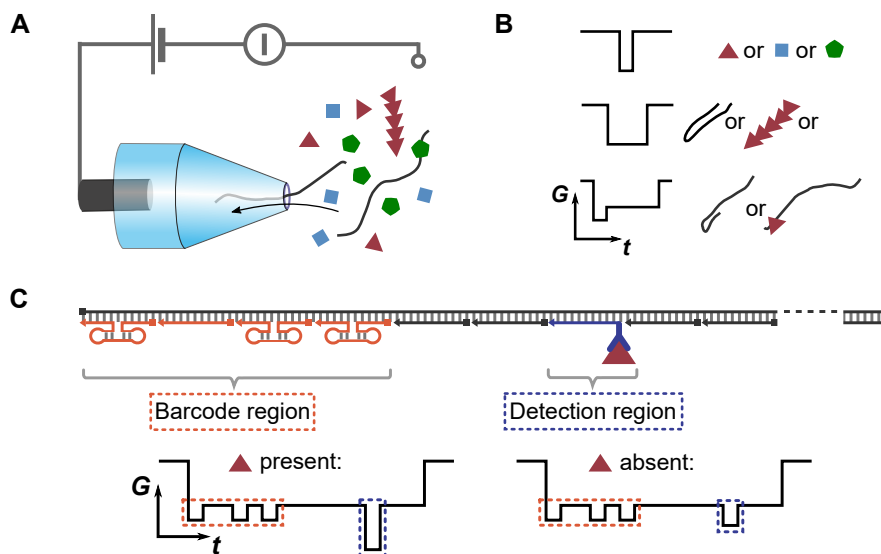 A
I
B
or or
or or
G
or
t
C
Barcode region
Detection region
present:
absent:
G
t
G
t